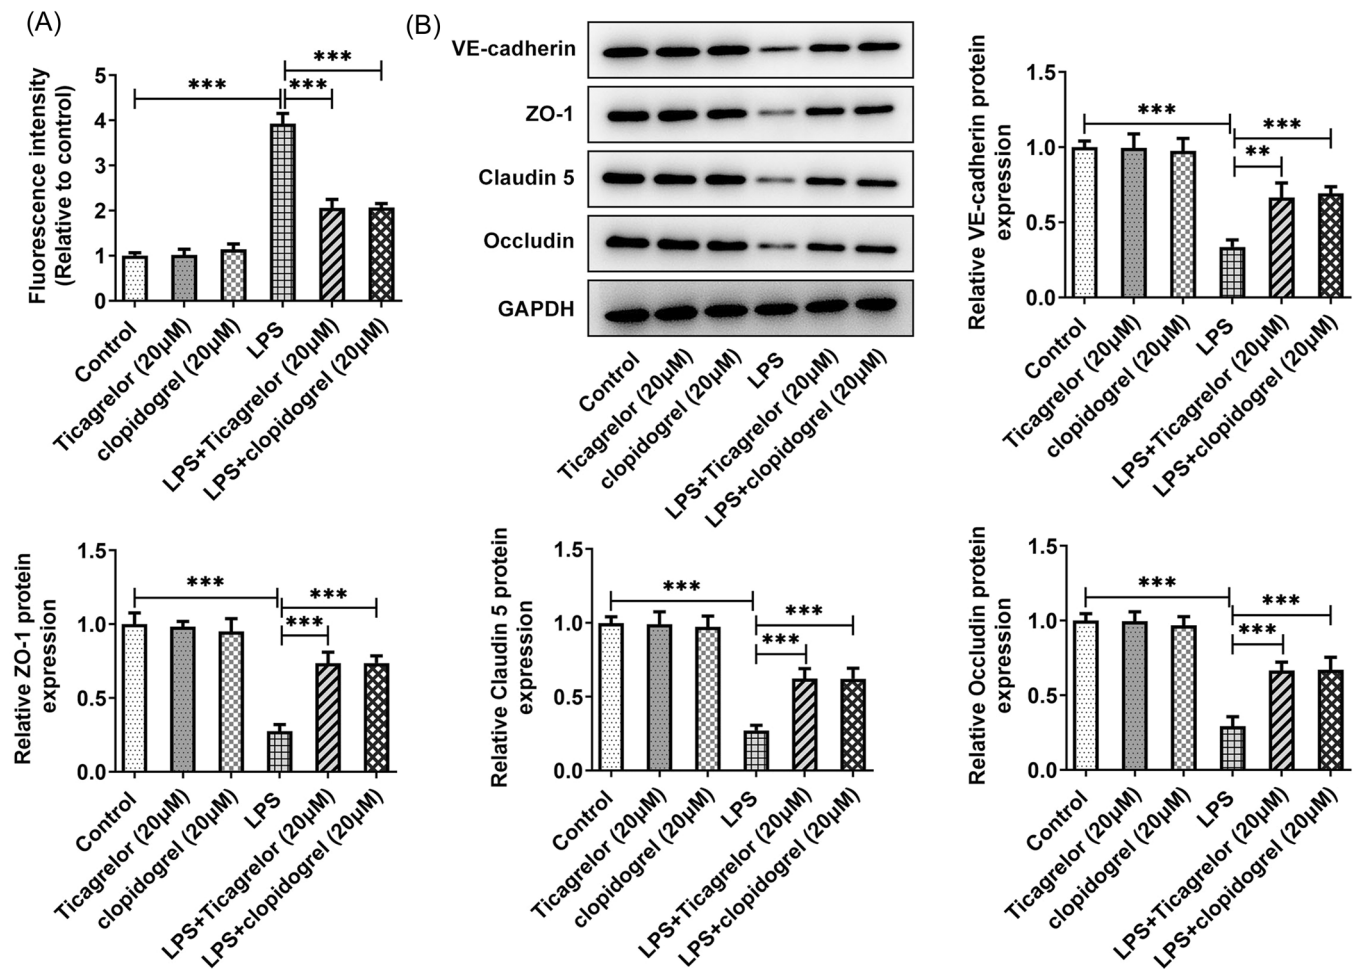 (A)
Fluorescence intensity
(Relative to control)
5
4
3
2
1
0
***
***
***
Control
Ticagrelor (20μM)
clopidogrel (20μM)
LPS
LPS+Ticagrelor (20μM)
LPS+clopidogrel (20μM)
(B)
VE-cadherin
ZO-1
Claudin 5
Occludin
GAPDH
Control
Ticagrelor (20μM)
clopidogrel (20μM)
LPS
LPS+Ticagrelor (20μM)
LPS+clopidogrel (20μM)
Relative VE-cadherin protein
expression
1.5
1.0
0.5
0.0
***
***
**
Control
Ticagrelor (20μM)
clopidogrel (20μM)
LPS
LPS+Ticagrelor (20μM)
LPS+clopidogrel (20μM)
Relative ZO-1 protein
expression
1.5
1.0
0.5
0.0
***
***
***
Control
Ticagrelor (20μM)
clopidogrel (20μM)
LPS
LPS+Ticagrelor (20μM)
LPS+clopidogrel (20μM)
Relative Claudin 5 protein
expression
1.5
1.0
0.5
0.0
***
***
***
Control
Ticagrelor (20μM)
clopidogrel (20μM)
LPS
LPS+Ticagrelor (20μM)
LPS+clopidogrel (20μM)
Relative Occludin protein
expression
1.5
1.0
0.5
0.0
***
***
***
Control
Ticagrelor (20μM)
clopidogrel (20μM)
LPS
LPS+Ticagrelor (20μM)
LPS+clopidogrel (20μM)